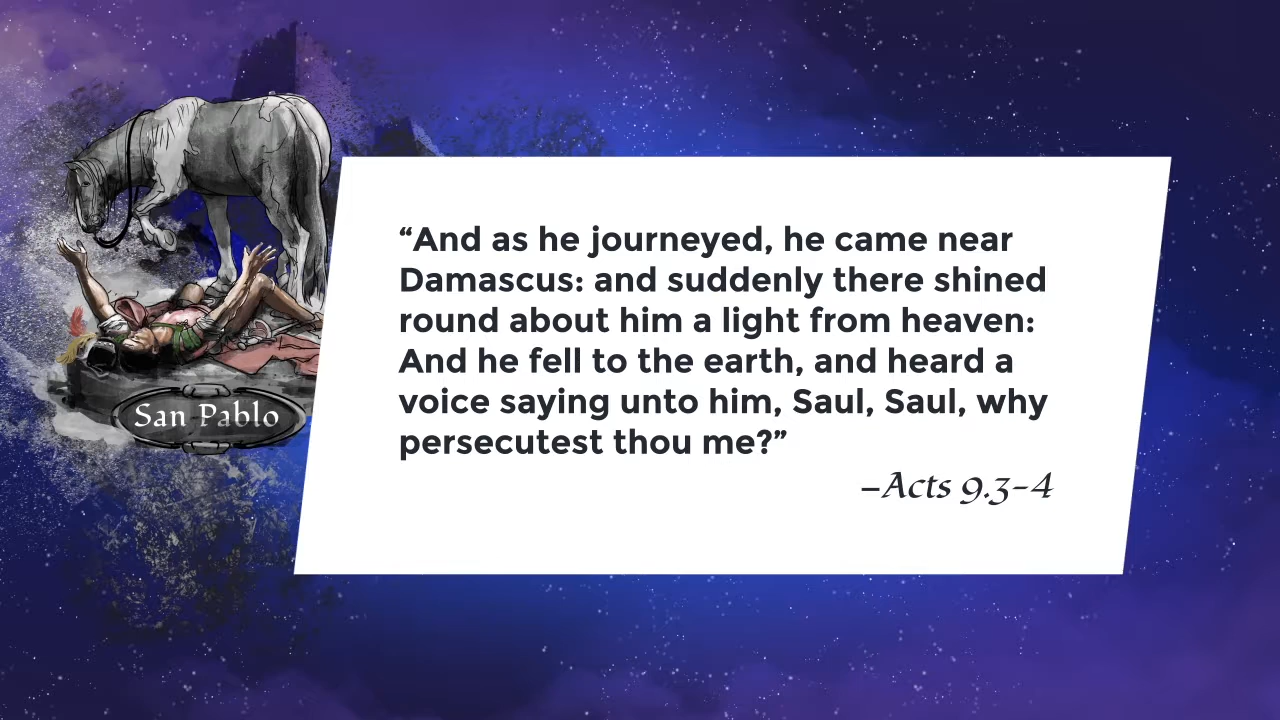 San Pablo
“And as he journeyed, he came near
Damascus: and suddenly there shined
round about him a light from heaven:
And he fell to the earth, and heard a
voice saying unto him, Saul, Saul, why
persecutest thou me?”
–Acts 9.3-4